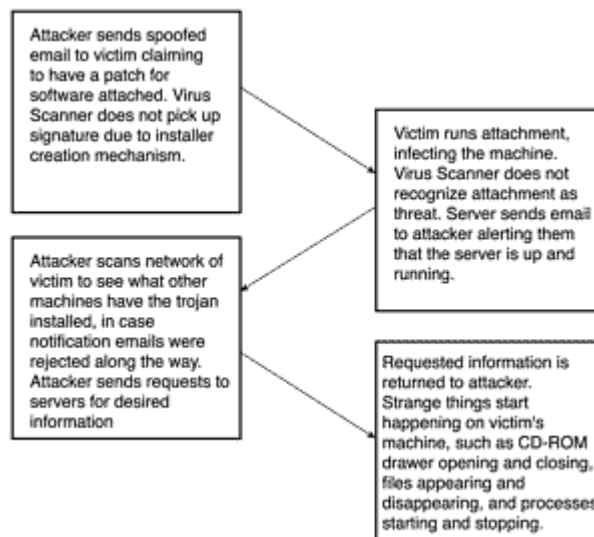 Attacker sends spoofed
email to victim claiming
to have a patch for
software attached. Virus
Scanner does not pick up
signature due to installer
creation mechanism.
Victim runs attachment,
infecting the machine.
Virus Scanner does not
recognize attachment as
threat. Server sends email
to attacker alerting them
that the server is up and
running.
Attacker scans network of
victim to see what other
machines have the trojan
installed, in case
notification emails were
rejected along the way.
Attacker sends requests to
servers for desired
information
Requested information is
returned to attacker.
Strange things start
happening on victim's
machine, such as CD-ROM
drawer opening and closing,
files appearing and
disappearing, and processes
starting and stopping.